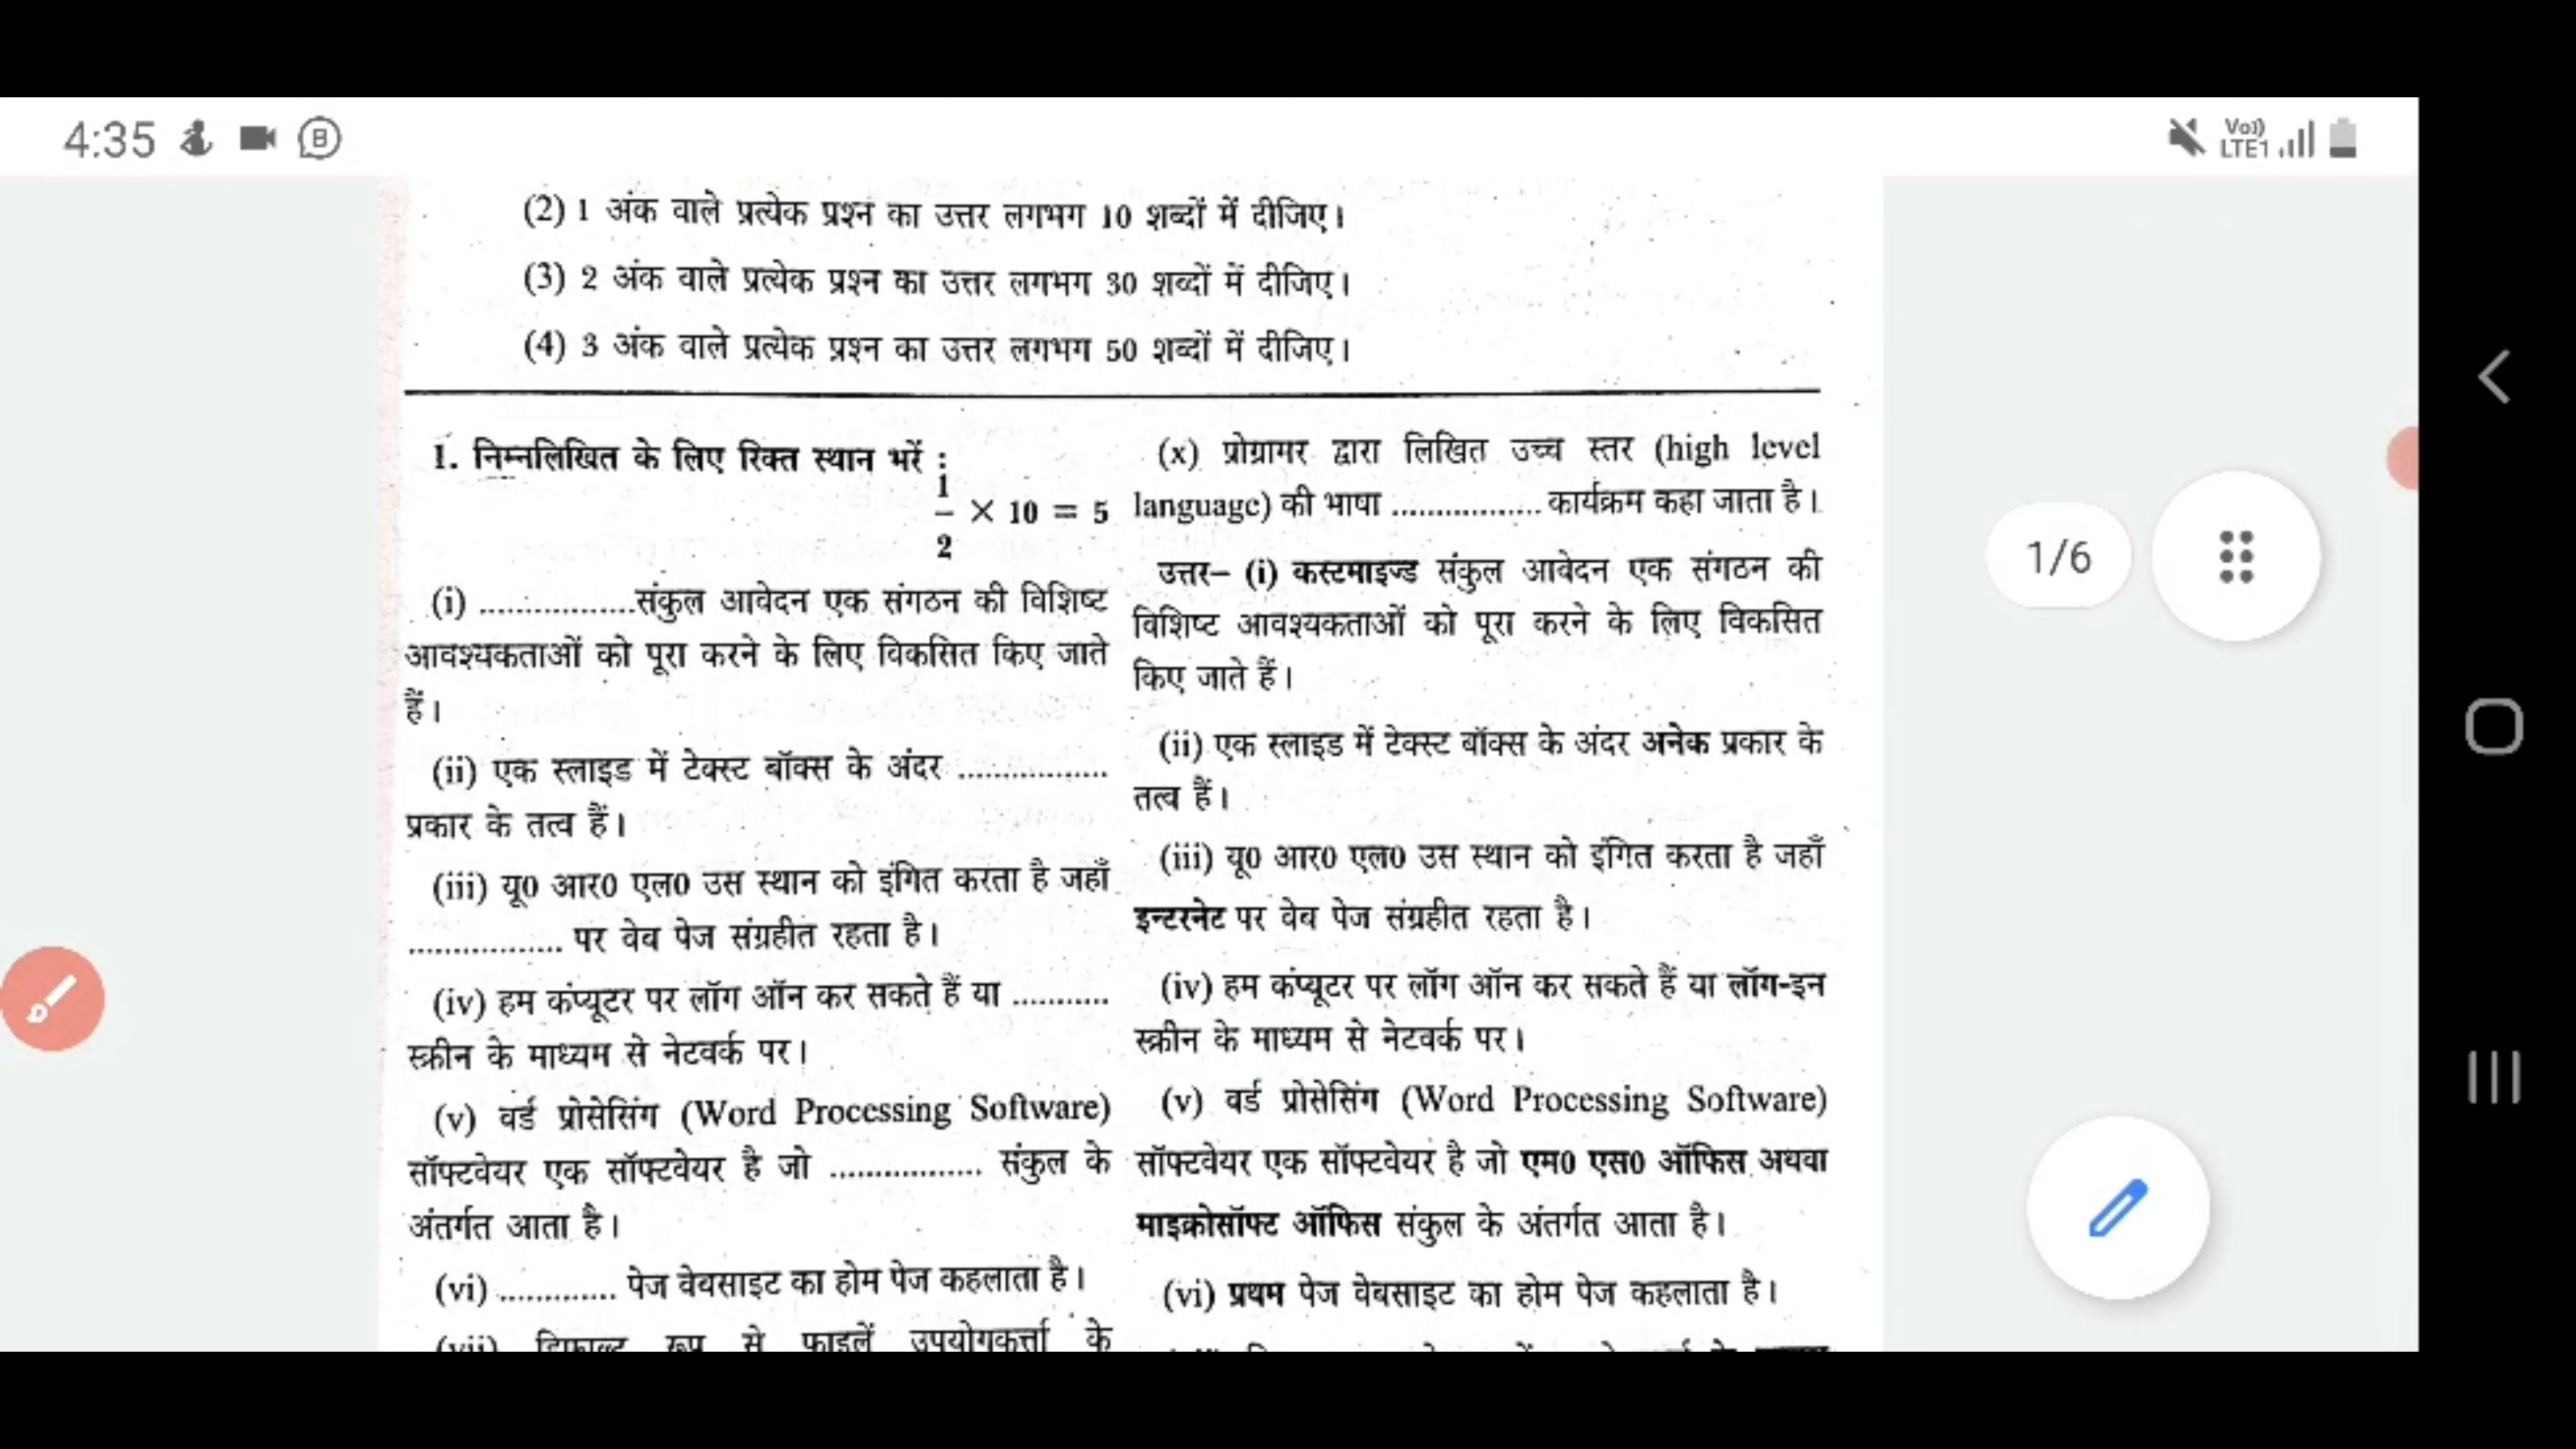 4:35
Vo))
LTE1
(2) 1 अंक वाले प्रत्येक प्रश्न का उत्तर लगभग 10 शब्दों में दीजिए।
(3) 2 अंक वाले प्रत्येक प्रश्न का उत्तर लगभग 30 शब्दों में दीजिए।
(4) 3 अंक वाले प्रत्येक प्रश्न का उत्तर लगभग 50 शब्दों में दीजिए।
1. निम्नलिखित के लिए रिक्त स्थान भरें :
1/2 × 10 = 5
(i) .................संकुल आवेदन एक संगठन की विशिष्ट
आवश्यकताओं को पूरा करने के लिए विकसित किए जाते
हैं।
(ii) एक स्लाइड में टेक्स्ट बॉक्स के अंदर .................
प्रकार के तत्व हैं।
(iii) यू0 आर0 एल0 उस स्थान को इंगित करता है जहाँ
................. पर वेब पेज संग्रहीत रहता है।
(iv) हम कंप्यूटर पर लॉग ऑन कर सकते हैं या ...........
स्क्रीन के माध्यम से नेटवर्क पर।
(v) वर्ड प्रोसेसिंग (Word Processing Software)
सॉफ्टवेयर एक सॉफ्टवेयर है जो ................. संकुल के
अंतर्गत आता है।
(vi) ............. पेज वेबसाइट का होम पेज कहलाता है।
(vii) डिफाल्ट रूप से फाइलें उपयोगकर्त्ता के
(x) प्रोग्रामर द्वारा लिखित उच्च स्तर (high level
language) की भाषा ................. कार्यक्रम कहा जाता है।
उत्तर– (i) कस्टमाइज्ड संकुल आवेदन एक संगठन की
विशिष्ट आवश्यकताओं को पूरा करने के लिए विकसित
किए जाते हैं।
(ii) एक स्लाइड में टेक्स्ट बॉक्स के अंदर अनेक प्रकार के
तत्व हैं।
(iii) यू0 आर0 एल0 उस स्थान को इंगित करता है जहाँ
इन्टरनेट पर वेब पेज संग्रहीत रहता है।
(iv) हम कंप्यूटर पर लॉग ऑन कर सकते हैं या लॉग-इन
स्क्रीन के माध्यम से नेटवर्क पर।
(v) वर्ड प्रोसेसिंग (Word Processing Software)
सॉफ्टवेयर एक सॉफ्टवेयर है जो एम0 एस0 ऑफिस अथवा
माइक्रोसॉफ्ट ऑफिस संकुल के अंतर्गत आता है।
(vi) प्रथम पेज वेबसाइट का होम पेज कहलाता है।
1/6